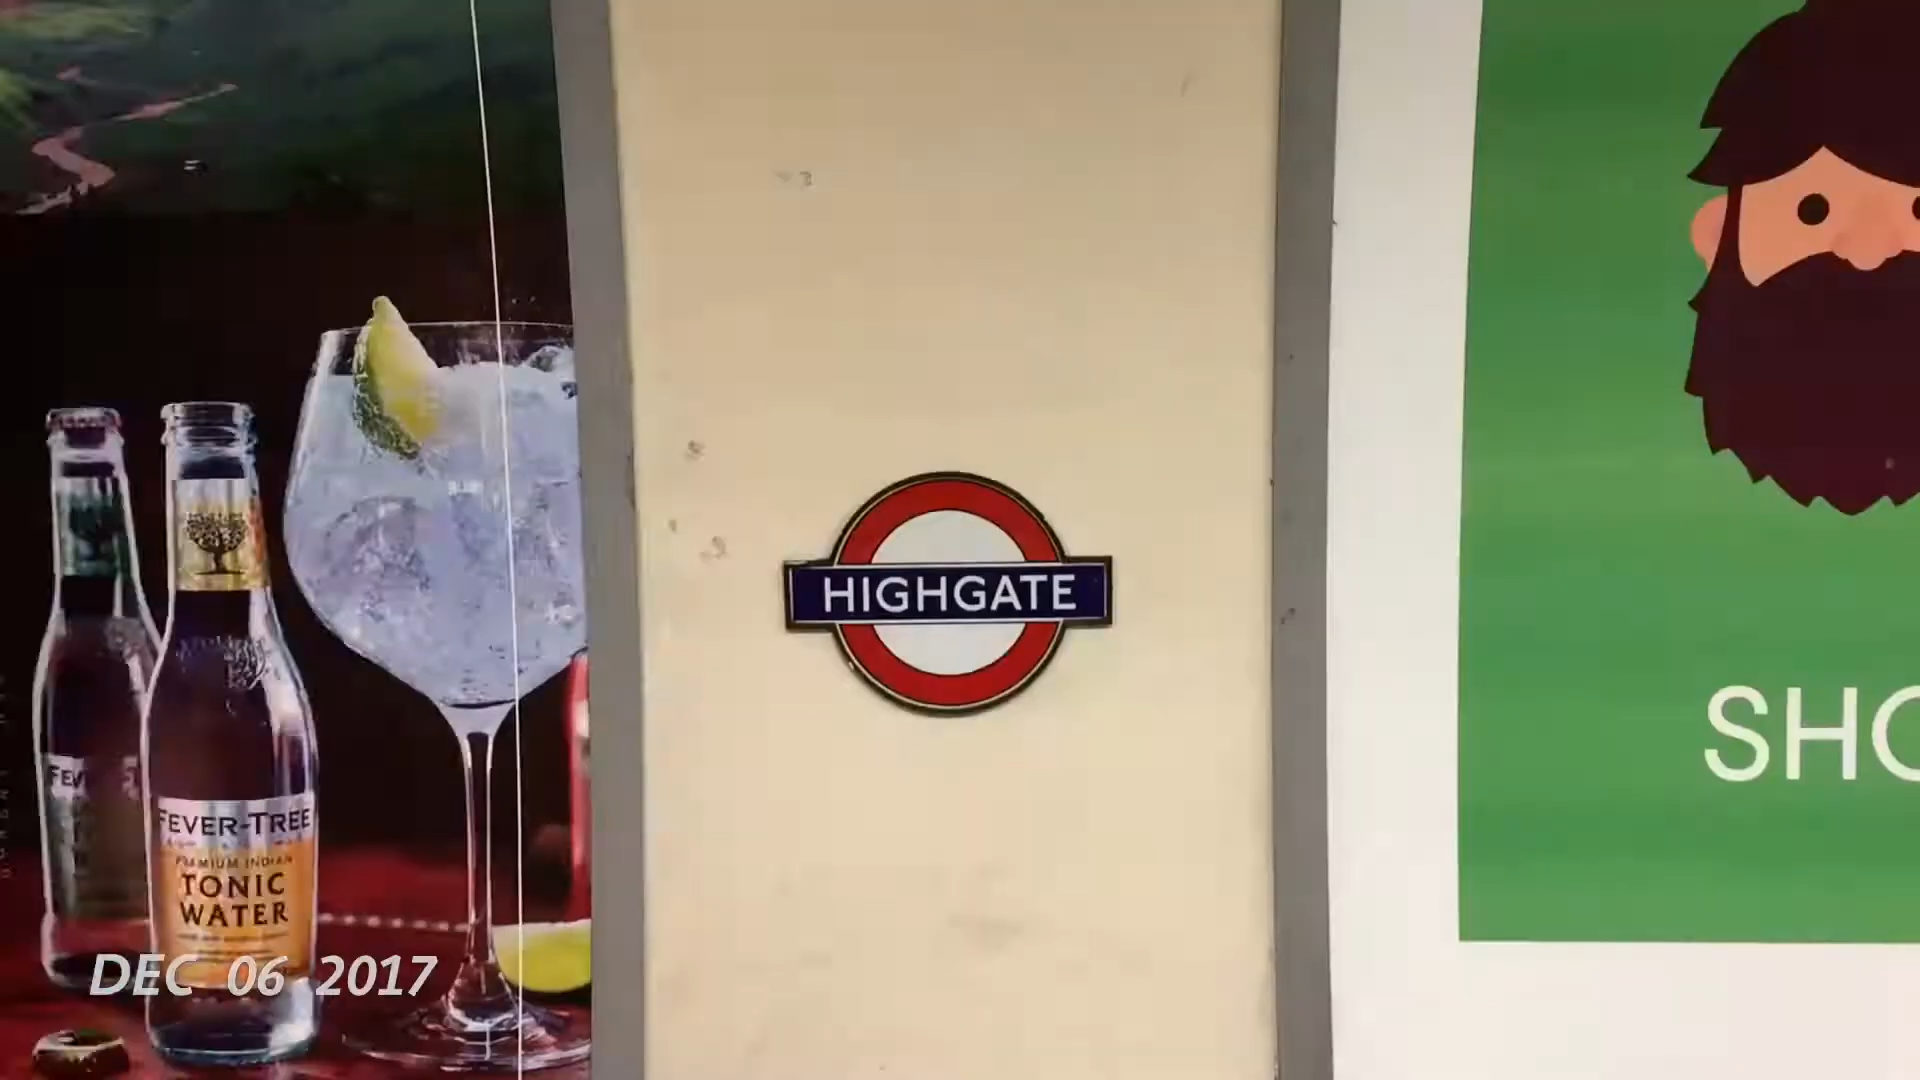 FEVER-TREE
PREMIUM INDIAN
TONIC
WATER
DEC 06 2017
HIGHGATE
SHO